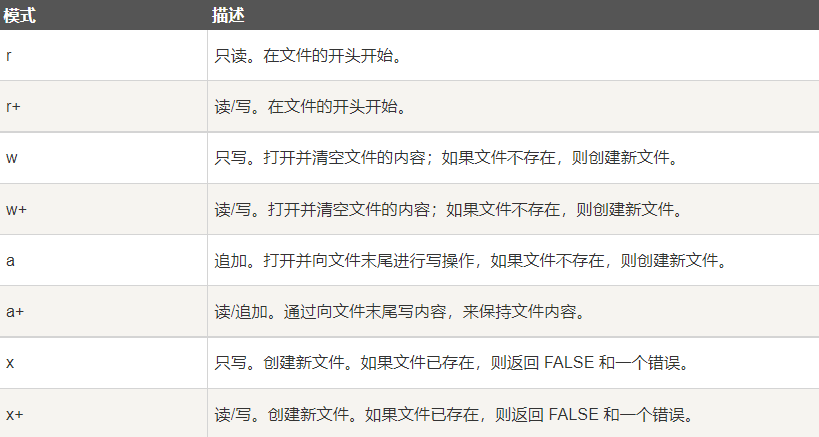 模式 描述
r 只读。在文件的开头开始。
r+ 读/写。在文件的开头开始。
w 只写。打开并清空文件的内容；如果文件不存在，则创建新文件。
w+ 读/写。打开并清空文件的内容；如果文件不存在，则创建新文件。
a 追加。打开并向文件末尾进行写操作，如果文件不存在，则创建新文件。
a+ 读/追加。通过向文件末尾写内容，来保持文件内容。
x 只写。创建新文件。如果文件已存在，则返回 FALSE 和一个错误。
x+ 读/写。创建新文件。如果文件已存在，则返回 FALSE 和一个错误。